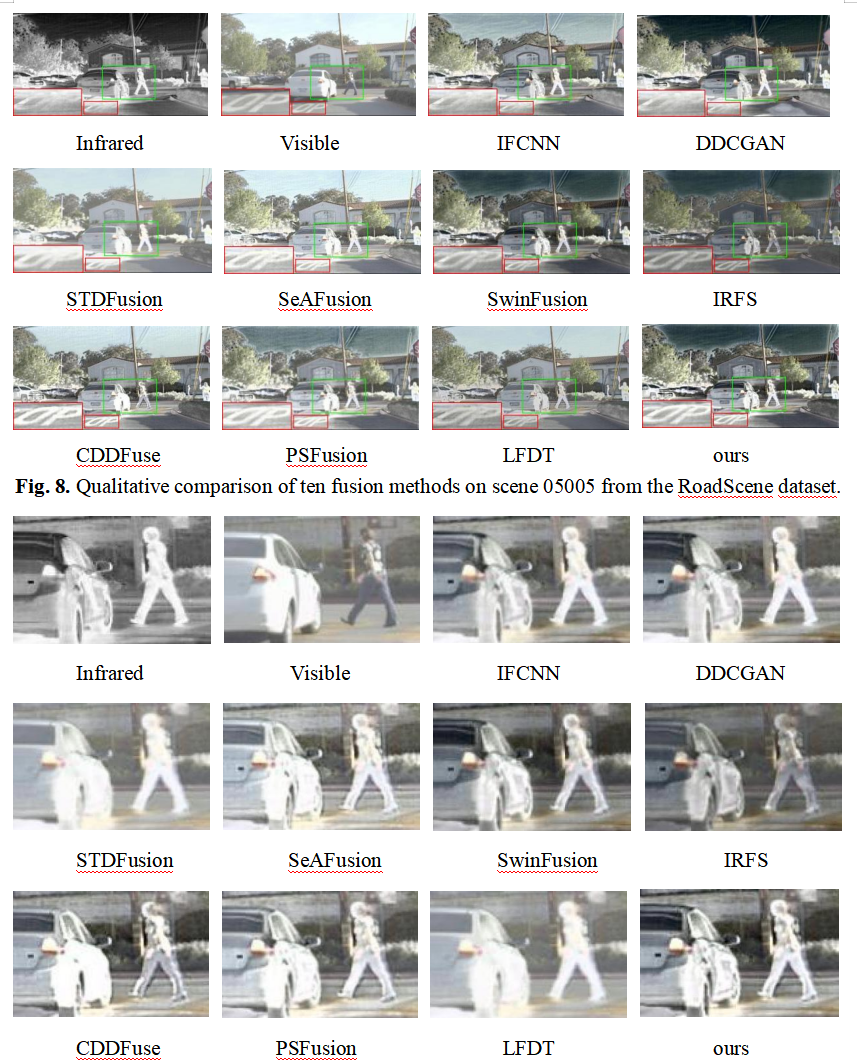 Infrared Visible IFCNN DDCGAN
STDFusion SeAFusion SwinFusion IRFS
CDDFuse PSFusion LFDT ours
Fig. 8. Qualitative comparison of ten fusion methods on scene 05005 from the RoadScene dataset.
Infrared Visible IFCNN DDCGAN
STDFusion SeAFusion SwinFusion IRFS
CDDFuse PSFusion LFDT ours